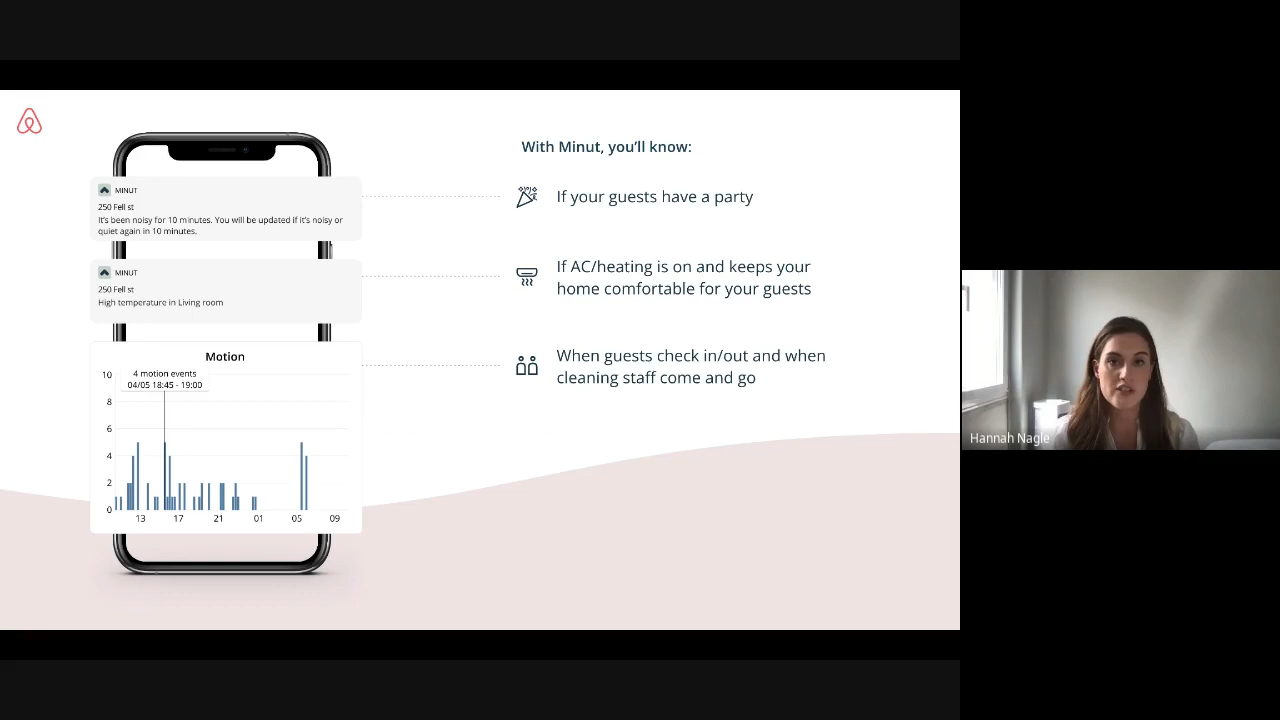 With Minut, you'll know:
MINUT
250 Fell st
It's been noisy for 10 minutes. You will be updated if it's noisy or
quiet again in 10 minutes.
If your guests have a party
MINUT
250 Fell st
High temperature in Living room
If AC/heating is on and keeps your
home comfortable for your guests
Motion
4 motion events
04/05 18:45 - 19:00
10
8
6
4
2
0
13 17 21 01 05 09
When guests check in/out and when
cleaning staff come and go
Hannah Nagle